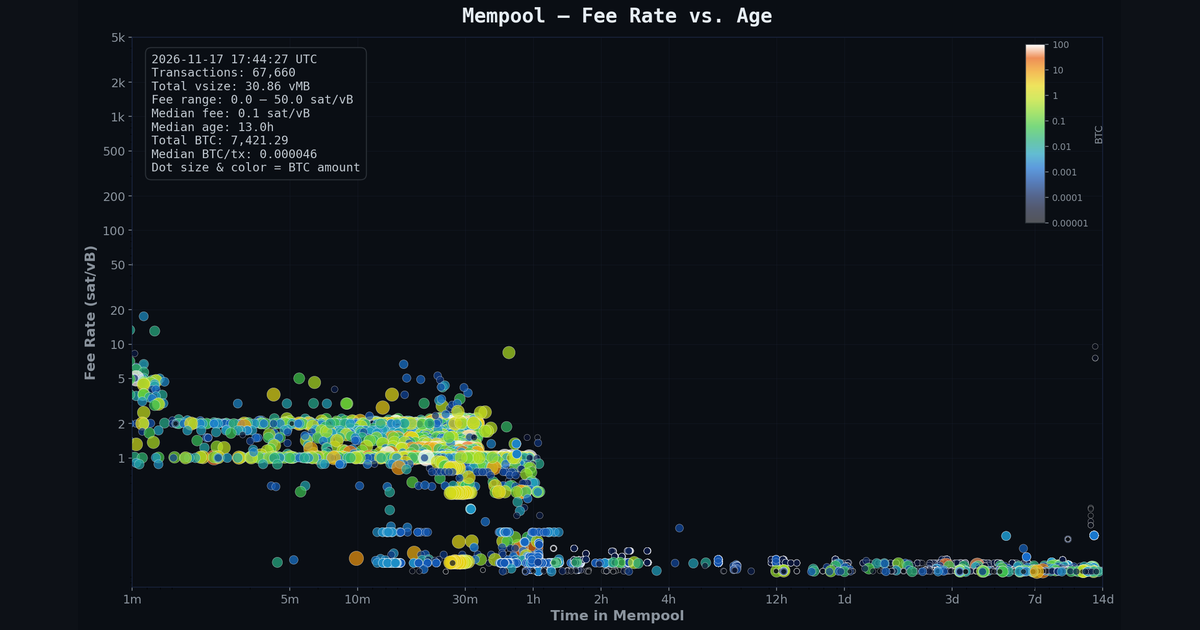 Mempool — Fee Rate vs. Age
2026-11-17 17:44:27 UTC
Transactions: 67,660
Total vsize: 30.86 vMB
Fee range: 0.0 – 50.0 sat/vB
Median fee: 0.1 sat/vB
Median age: 13.0h
Total BTC: 7,421.29
Median BTC/tx: 0.000046
Dot size & color = BTC amount
100
10
1
0.1
0.01
0.001
0.0001
0.00001
BTC
Fee Rate (sat/vB)
5k
2k
1k
500
200
100
50
20
10
5
2
1
1m
5m
10m
30m
1h
2h
4h
12h
1d
3d
7d
14d
Time in Mempool